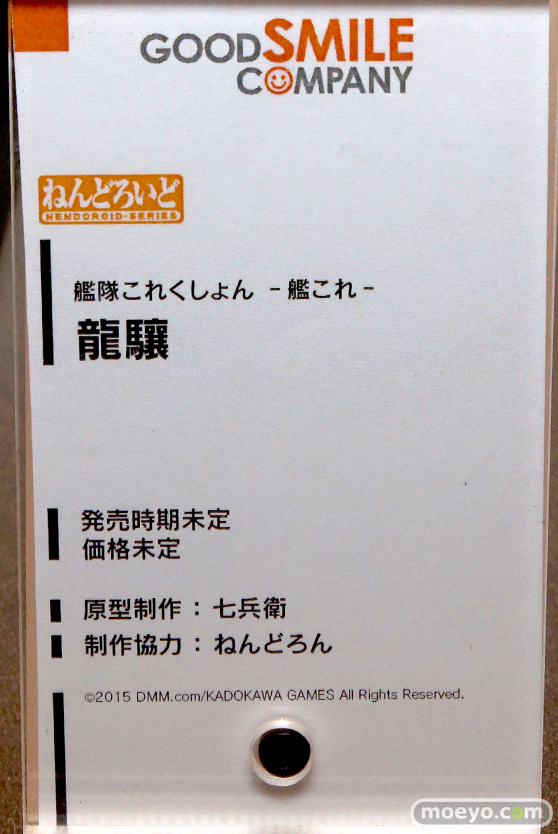 GOODSMILE
COMPANY
ねんどろいど
NENDOROID-SERIES
艦隊これくしょん -艦これ-
龍驤
発売時期未定
価格未定
原型制作:七兵衛
制作協力:ねんどろん
©2015 DMM.com/KADOKAWA GAMES All Rights Reserved.
moeyo.com